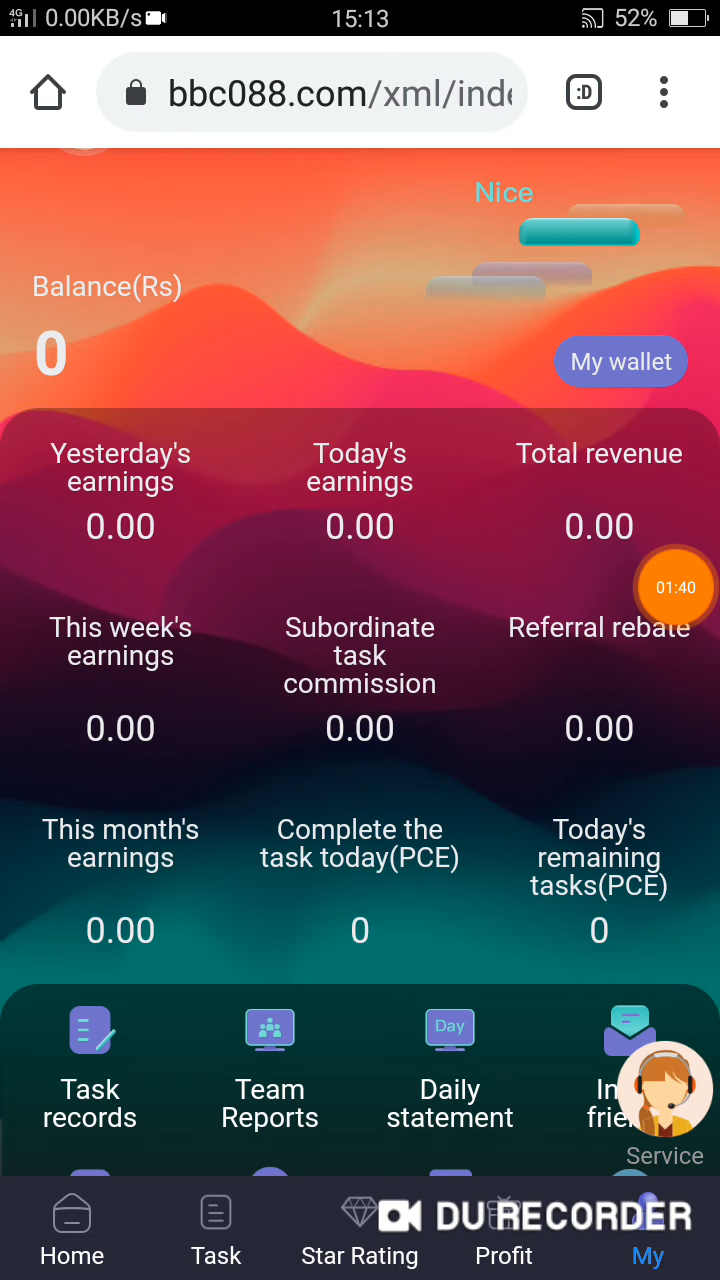 4G 0.00KB/s 15:13 52%
bbc088.com/xml/inde
:D
Nice
Balance(Rs)
0
My wallet
Yesterday's earnings
0.00
Today's earnings
0.00
Total revenue
0.00
01:40
This week's earnings
0.00
Subordinate task commission
0.00
Referral rebate
0.00
This month's earnings
0.00
Complete the task today(PCE)
0
Today's remaining tasks(PCE)
0
Day
Task records
Team Reports
Daily statement
Service
DU RECORDER
Home
Task
Star Rating
Profit
My